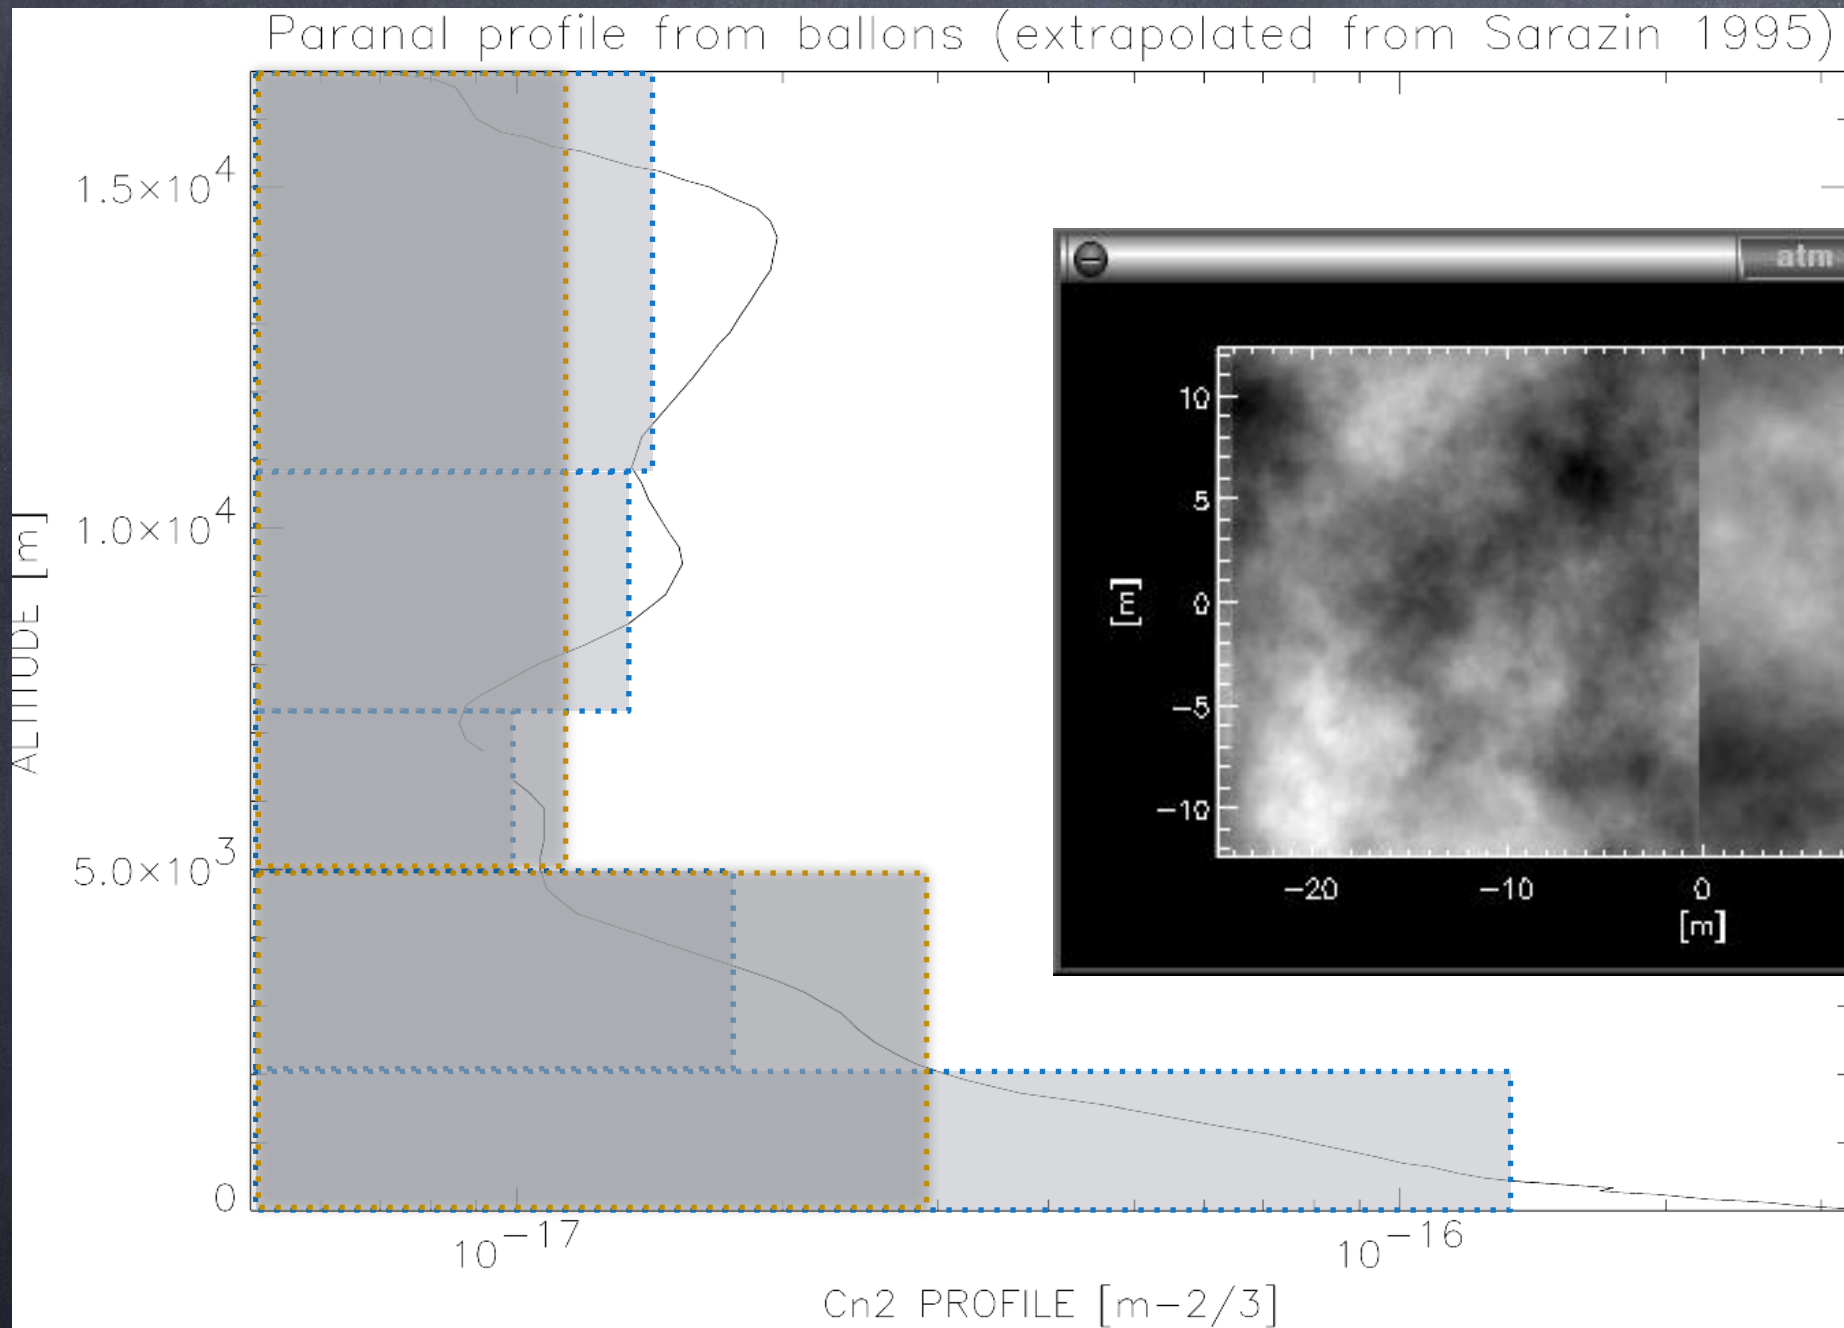 Paranal profile from ballons (extrapolated from Sarazin 1995)
1.5×10^4
1.0×10^4
5.0×10^3
0
ALTITUDE [m]
10^-17
10^-16
Cn2 PROFILE [m-2/3]
atm
10
5
0
-5
-10
[m]
-20
-10
0
[m]